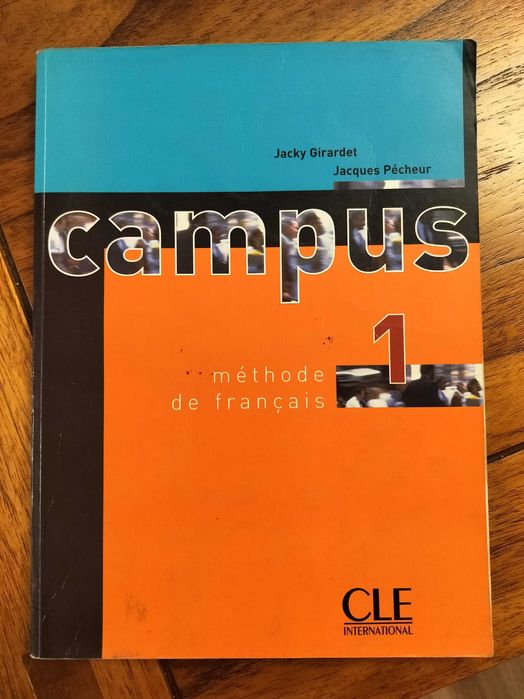 Jacky Girardet
Jacques Pécheur
campus
1
méthode
de français
CLE
INTERNATIONAL